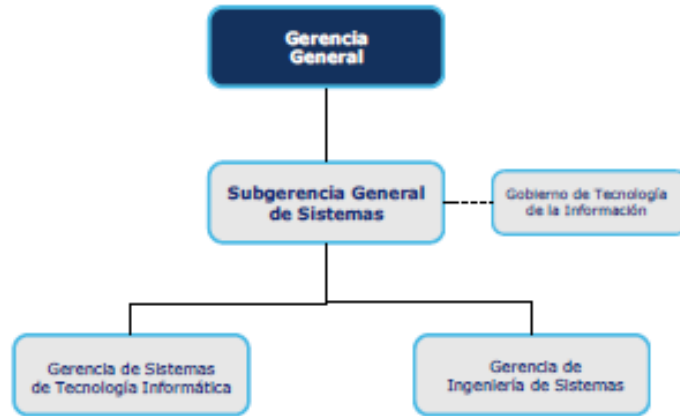 Gerencia
General
Subgerencia General
de Sistemas
Gobierno de Tecnología
de la Información
Gerencia de Sistemas
de Tecnología Informática
Gerencia de
Ingeniería de Sistemas